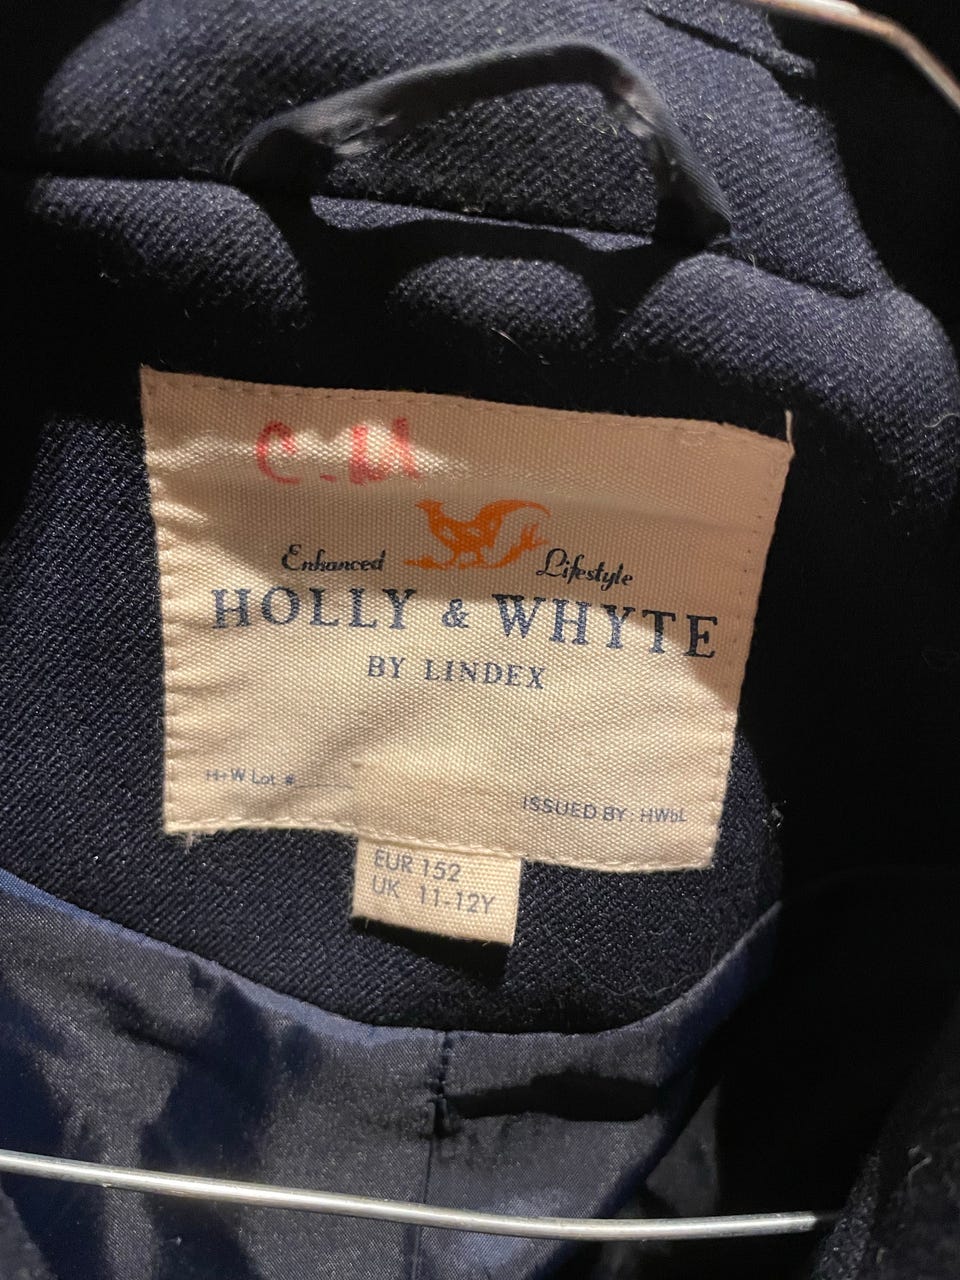 C.M
Enhanced Lifestyle
HOLLY & WHYTE
BY LINDEX
H+W Lot #
ISSUED BY: HWbL
EUR 152
UK 11-12Y